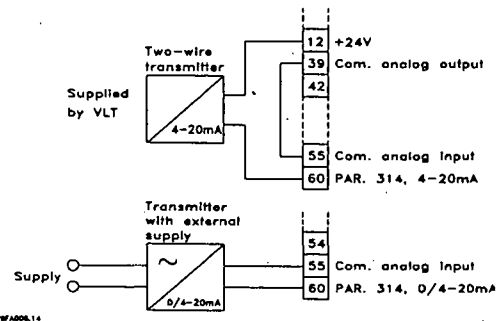 12 +24V
Two-wire
transmitter
39 Com. analog output
42
Supplied
by VLT
4-20mA
55 Com. analog input
60 PAR. 314, 4-20mA
Transmitter
with external
supply
54
~
55 Com. analog input
Supply
60 PAR. 314, 0/4-20mA
0/4-20mA